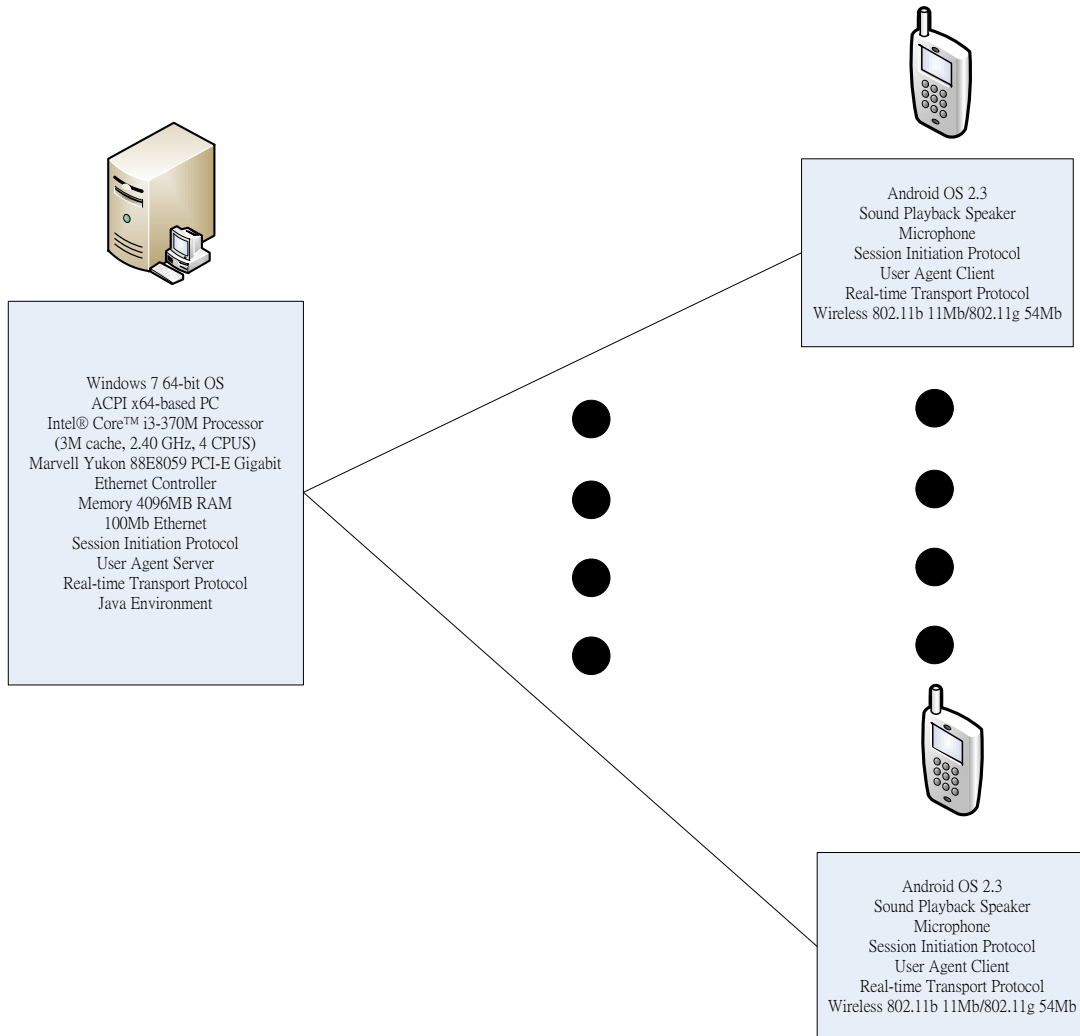 Windows 7 64-bit OS
ACPI x64-based PC
Intel® Core™ i3-370M Processor
(3M cache, 2.40 GHz, 4 CPUS)
Marvell Yukon 88E8059 PCI-E Gigabit
Ethernet Controller
Memory 4096MB RAM
100Mb Ethernet
Session Initiation Protocol
User Agent Server
Real-time Transport Protocol
Java Environment
Android OS 2.3
Sound Playback Speaker
Microphone
Session Initiation Protocol
User Agent Client
Real-time Transport Protocol
Wireless 802.11b 11Mb/802.11g 54Mb
Android OS 2.3
Sound Playback Speaker
Microphone
Session Initiation Protocol
User Agent Client
Real-time Transport Protocol
Wireless 802.11b 11Mb/802.11g 54Mb